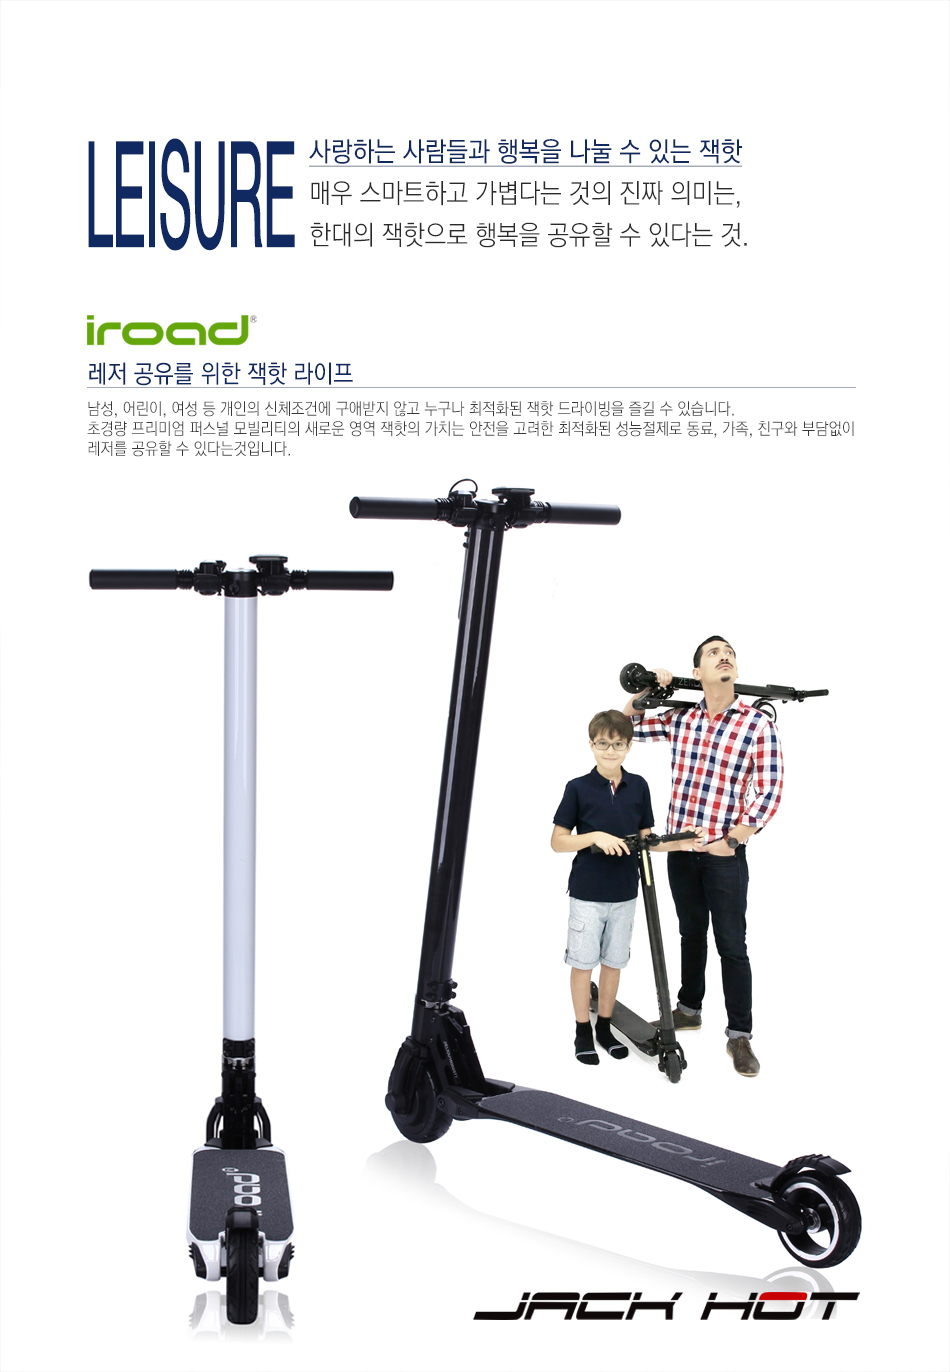 LEISURE
사랑하는 사람들과 행복을 나눌 수 있는 잭핫
매우 스마트하고 가볍다는 것의 진짜 의미는,
한대의 잭핫으로 행복을 공유할 수 있다는 것.
iroad®
레저 공유를 위한 잭핫 라이프
남성, 어린이, 여성 등 개인의 신체조건에 구애받지 않고 누구나 최적화된 잭핫 드라이빙을 즐길 수 있습니다.
초경량 프리미엄 퍼스널 모빌리티의 새로운 영역 잭핫의 가치는 안전을 고려한 최적화된 성능절제로 동료, 가족, 친구와 부담없이
레저를 공유할 수 있다는것입니다.
iroad
iroad
JACK HOT